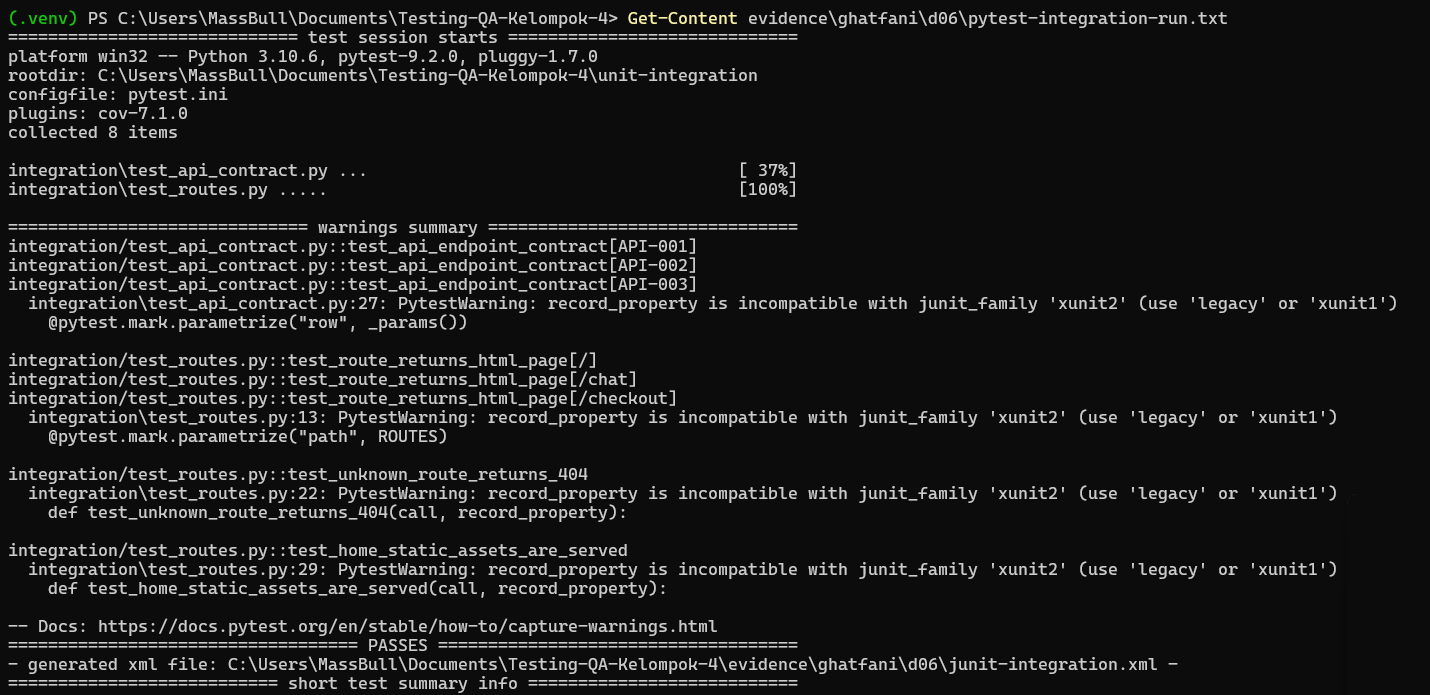 (.venv) PS C:\Users\MassBull\Documents\Testing-QA-Kelompok-4> Get-Content evidence\ghatfani\d06\pytest-integration-run.txt
============================= test session starts =============================
platform win32 -- Python 3.10.6, pytest-9.2.0, pluggy-1.7.0
rootdir: C:\Users\MassBull\Documents\Testing-QA-Kelompok-4\unit-integration
configfile: pytest.ini
plugins: cov-7.1.0
collected 8 items

integration\test_api_contract.py ...                                     [ 37%]
integration\test_routes.py .....                                         [100%]

============================== warnings summary ===============================
integration/test_api_contract.py::test_api_endpoint_contract[API-001]
integration/test_api_contract.py::test_api_endpoint_contract[API-002]
integration/test_api_contract.py::test_api_endpoint_contract[API-003]
  integration\test_api_contract.py:27: PytestWarning: record_property is incompatible with junit_family 'xunit2' (use 'legacy' or 'xunit1')
    @pytest.mark.parametrize("row", _params())

integration/test_routes.py::test_route_returns_html_page[/]
integration/test_routes.py::test_route_returns_html_page[/chat]
integration/test_routes.py::test_route_returns_html_page[/checkout]
  integration\test_routes.py:13: PytestWarning: record_property is incompatible with junit_family 'xunit2' (use 'legacy' or 'xunit1')
    @pytest.mark.parametrize("path", ROUTES)

integration/test_routes.py::test_unknown_route_returns_404
  integration\test_routes.py:22: PytestWarning: record_property is incompatible with junit_family 'xunit2' (use 'legacy' or 'xunit1')
    def test_unknown_route_returns_404(call, record_property):

integration/test_routes.py::test_home_static_assets_are_served
  integration\test_routes.py:29: PytestWarning: record_property is incompatible with junit_family 'xunit2' (use 'legacy' or 'xunit1')
    def test_home_static_assets_are_served(call, record_property):

-- Docs: https://docs.pytest.org/en/stable/how-to/capture-warnings.html
=================================== PASSES ====================================
- generated xml file: C:\Users\MassBull\Documents\Testing-QA-Kelompok-4\evidence\ghatfani\d06\junit-integration.xml -
=========================== short test summary info ===========================